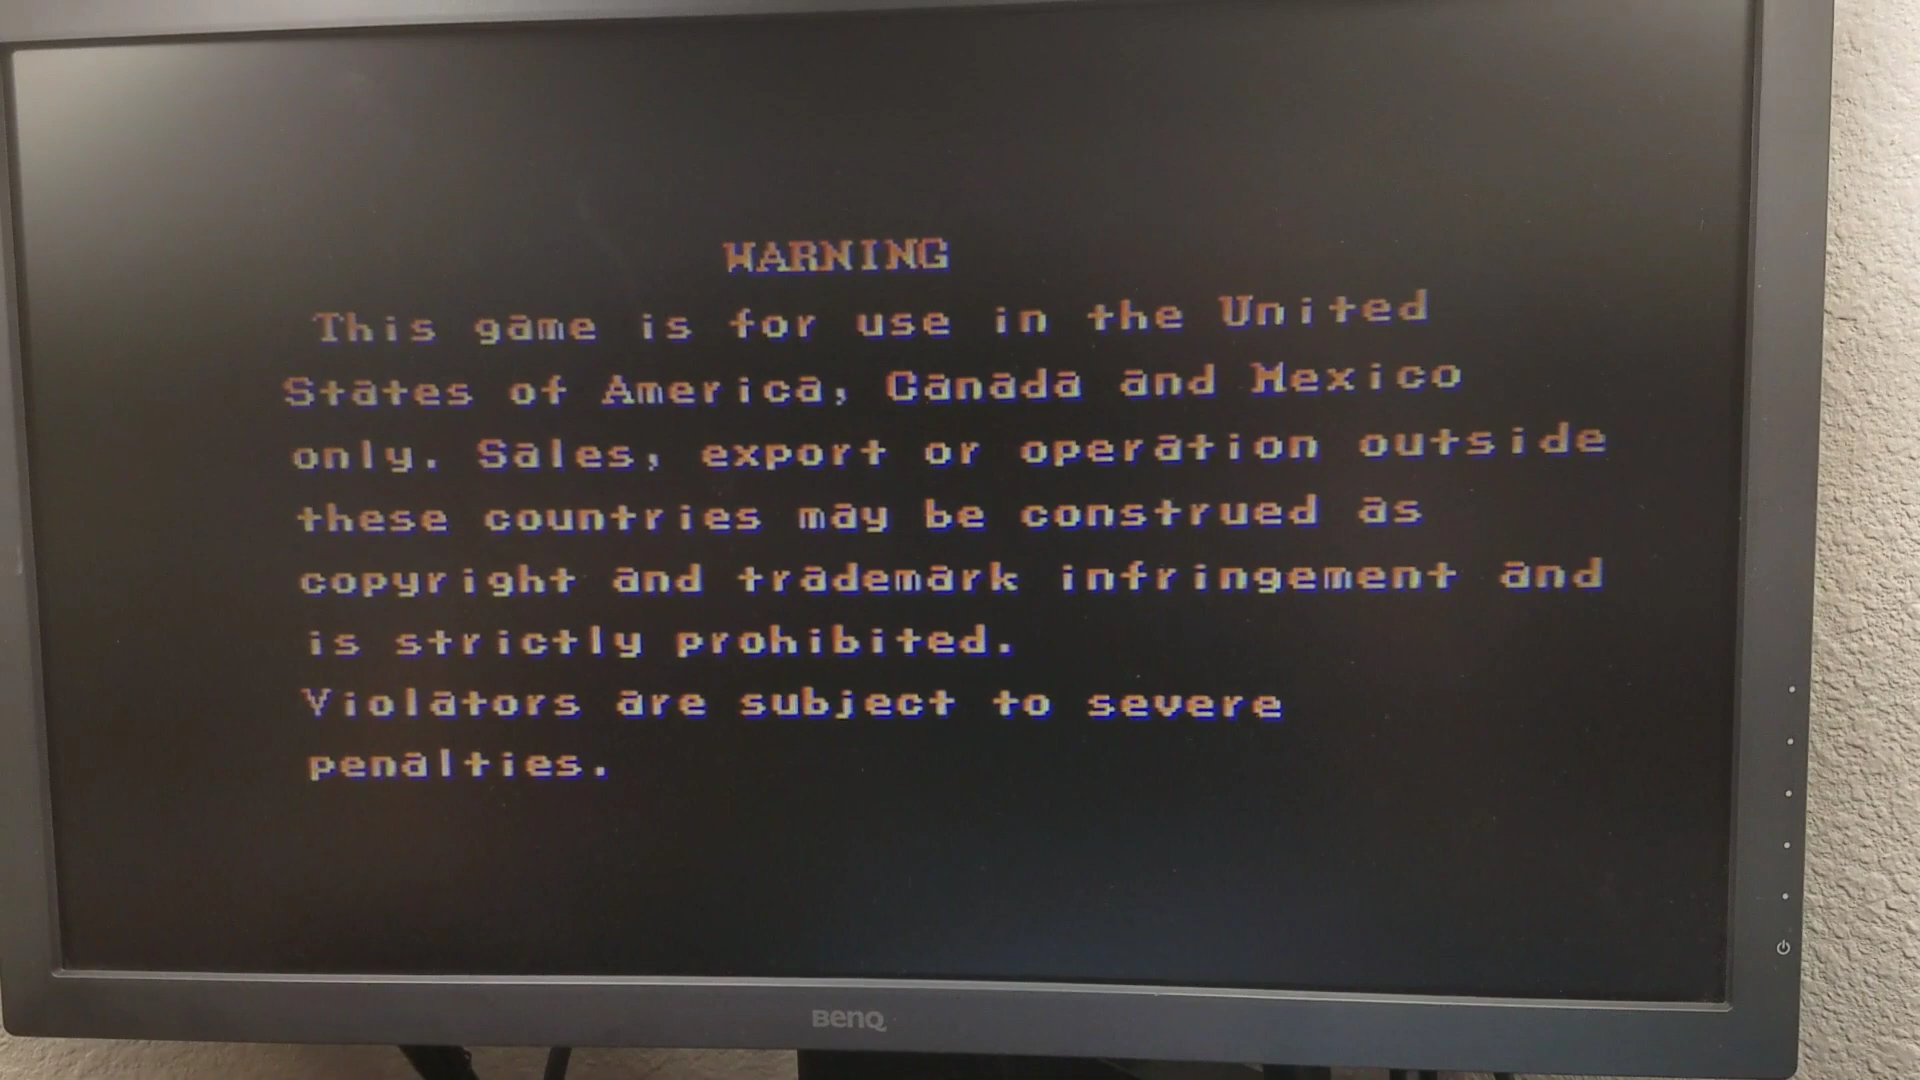 WARNING
This game is for use in the United
States of America, Canada and Mexico
only. Sales, export or operation outside
these countries may be construed as
copyright and trademark infringement and
is strictly prohibited.
Violators are subject to severe
penalties.
BenQ